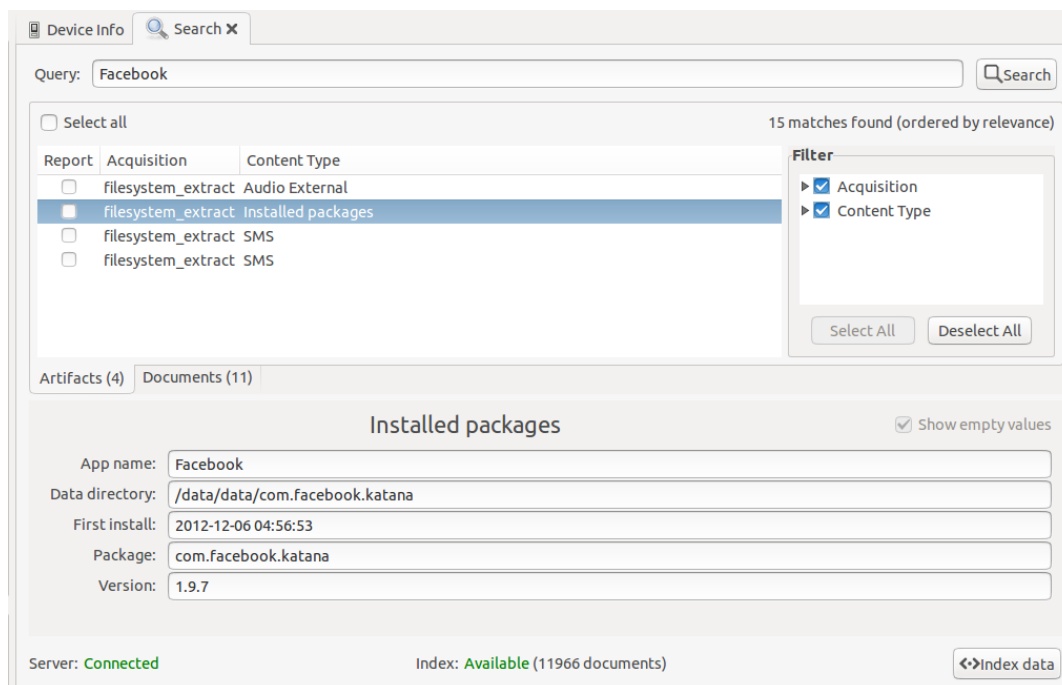 Device Info Search
Query: Facebook Search
Select all 15 matches found (ordered by relevance)
Report Acquisition Content Type
filesystem_extract Audio External
filesystem_extract Installed packages
filesystem_extract SMS
filesystem_extract SMS
Filter
Acquisition
Content Type
Select All Deselect All
Artifacts (4) Documents (11)
Installed packages Show empty values
App name: Facebook
Data directory: /data/data/com.facebook.katana
First install: 2012-12-06 04:56:53
Package: com.facebook.katana
Version: 1.9.7
Server: Connected Index: Available (11966 documents) Index data